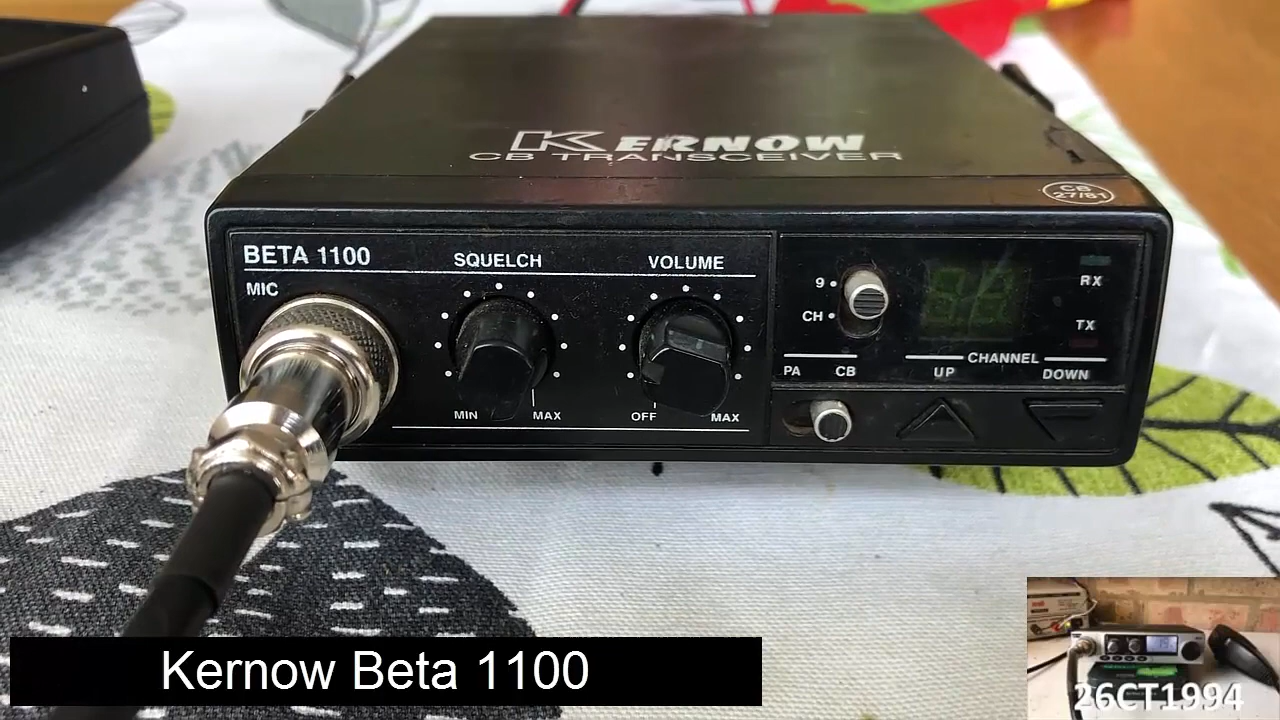 KERNOW
CB TRANSCEIVER
CB
27/81
BETA 1100
SQUELCH
VOLUME
MIC
9
CH
RX
TX
CHANNEL
PA CB
UP
DOWN
MIN
MAX
OFF
MAX
Kernow Beta 1100
26CT1994